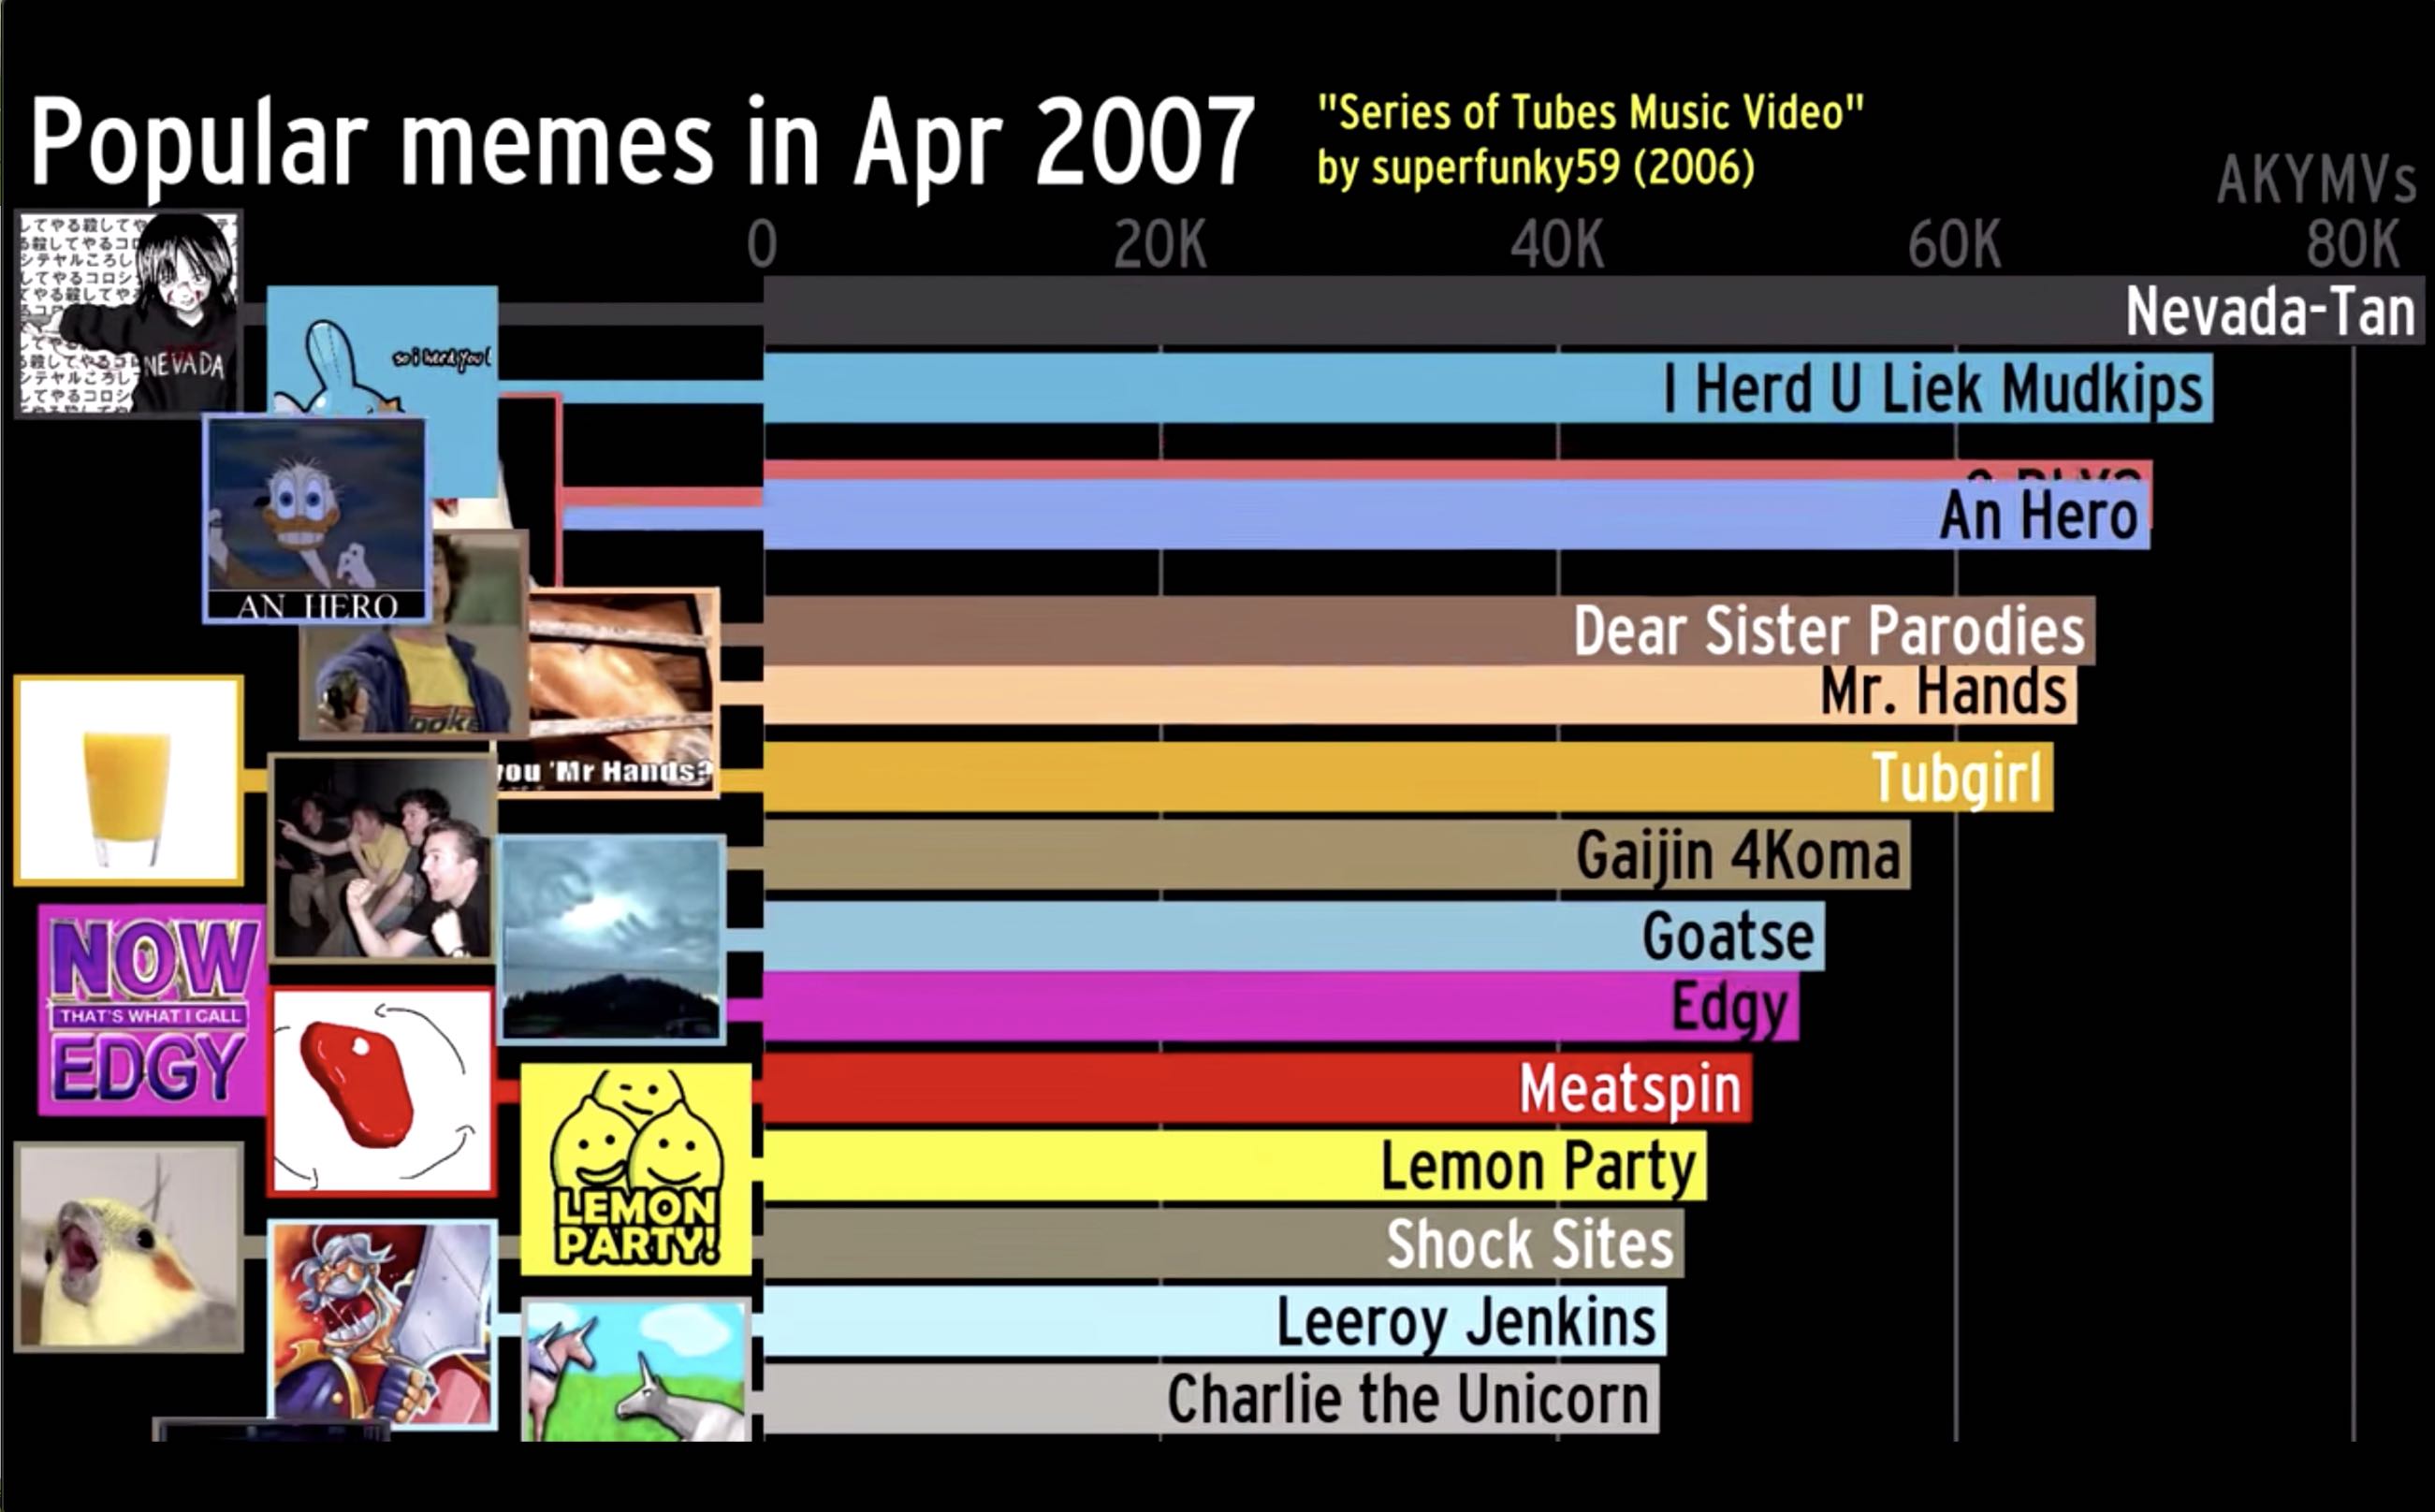 Popular memes in Apr 2007
"Series of Tubes Music Video"
by superfunky59 (2006)
AKYMVs
0 20K 40K 60K 80K
NEVADA
Nevada-Tan
so i herd you l
I Herd U Liek Mudkips
An Hero
AN HERO
Dear Sister Parodies
Mr. Hands
you 'Mr Hands?
Tubgirl
Gaijin 4Koma
Goatse
NOW
THAT'S WHAT I CALL
EDGY
Edgy
Meatspin
LEMON
PARTY!
Lemon Party
Shock Sites
Leeroy Jenkins
Charlie the Unicorn